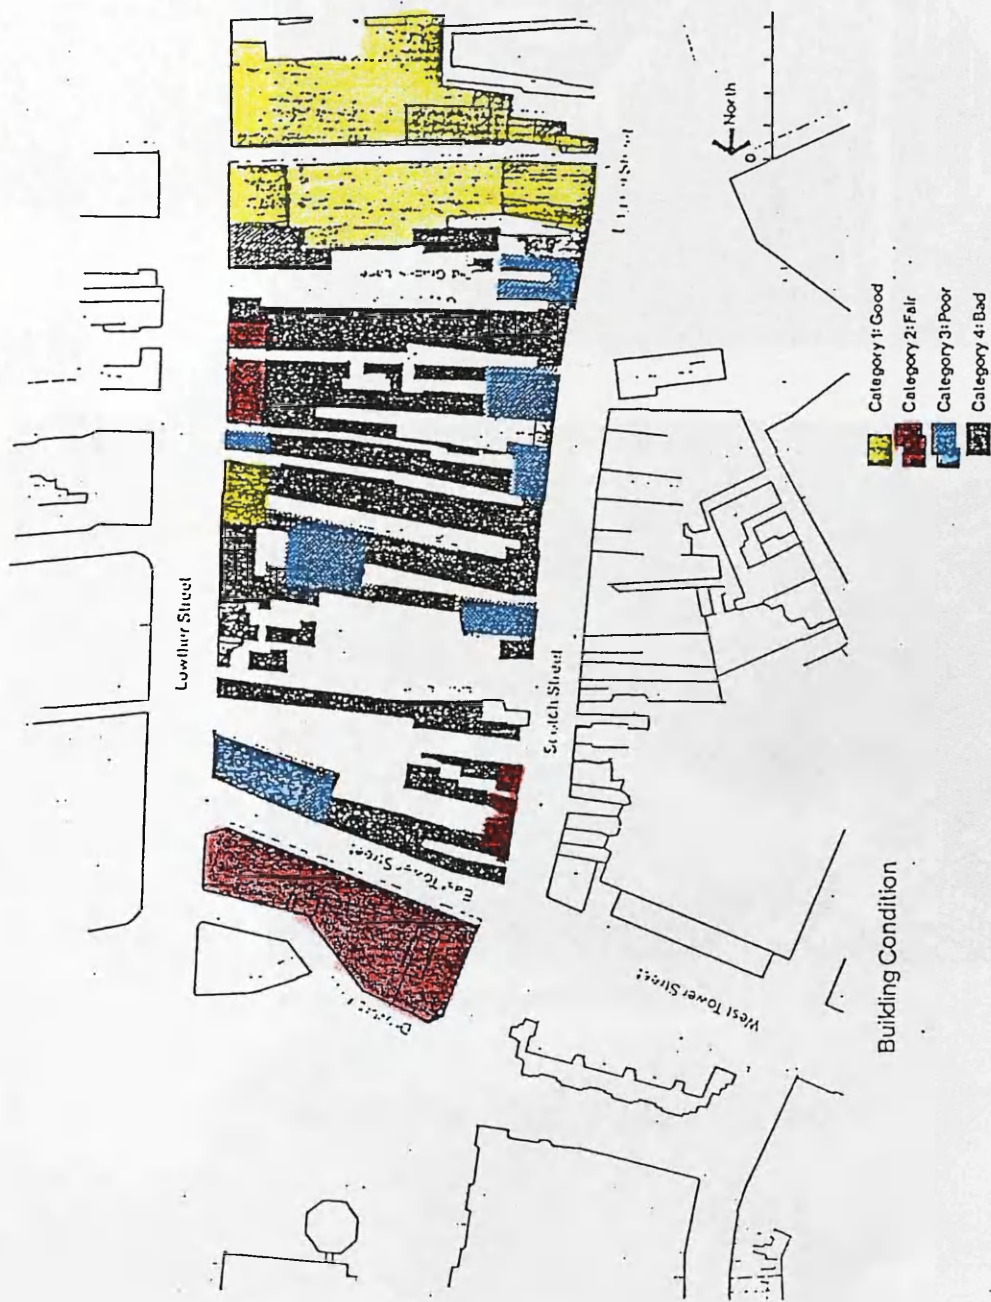 Lowther Street
Scotch Street
East Tower Street
West Tower Street
North
O
Building Condition
Category 1: Good
Category 2: Fair
Category 3: Poor
Category 4: Bad